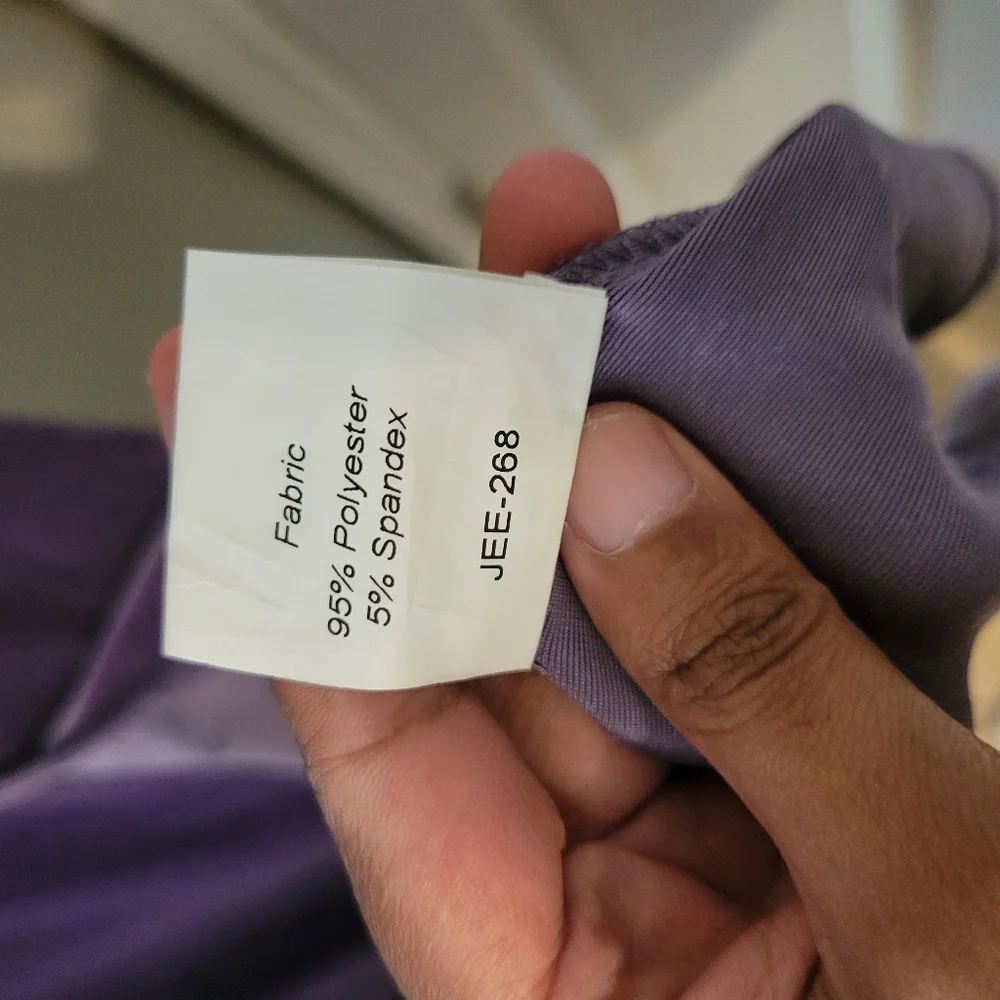 Fabric
95% Polyester
5% Spandex
JEE-268